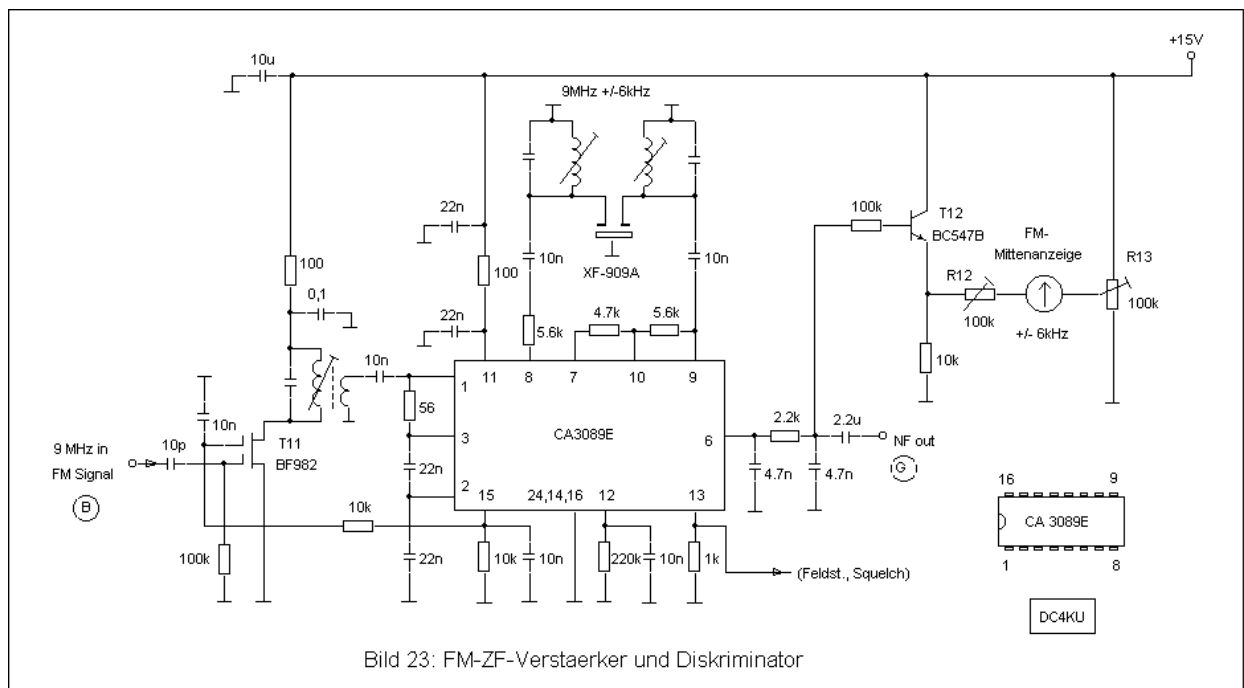 +15V
10u
9MHz +/-6kHz
22n
100k
T12
BC547B
FM-
Mittenanzeige
R13
10n
XF-909A
10n
100
100
R12
100k
100k
0,1
22n
4.7k
5.6k
5.6k
+/- 6kHz
10n
10k
11
8
7
10
9
1
56
3
CA3089E
6
2.2k
2.2u
NF out
G
10n
T11
BF982
9 MHz in
FM Signal
B
10p
22n
4.7n
4.7n
2
15
24,14,16
12
13
16
9
CA 3089E
1
8
10k
100k
22n
10k
10n
220k
10n
1k
(Feldst., Squelch)
DC4KU
Bild 23: FM-ZF-Verstaerker und Diskriminator